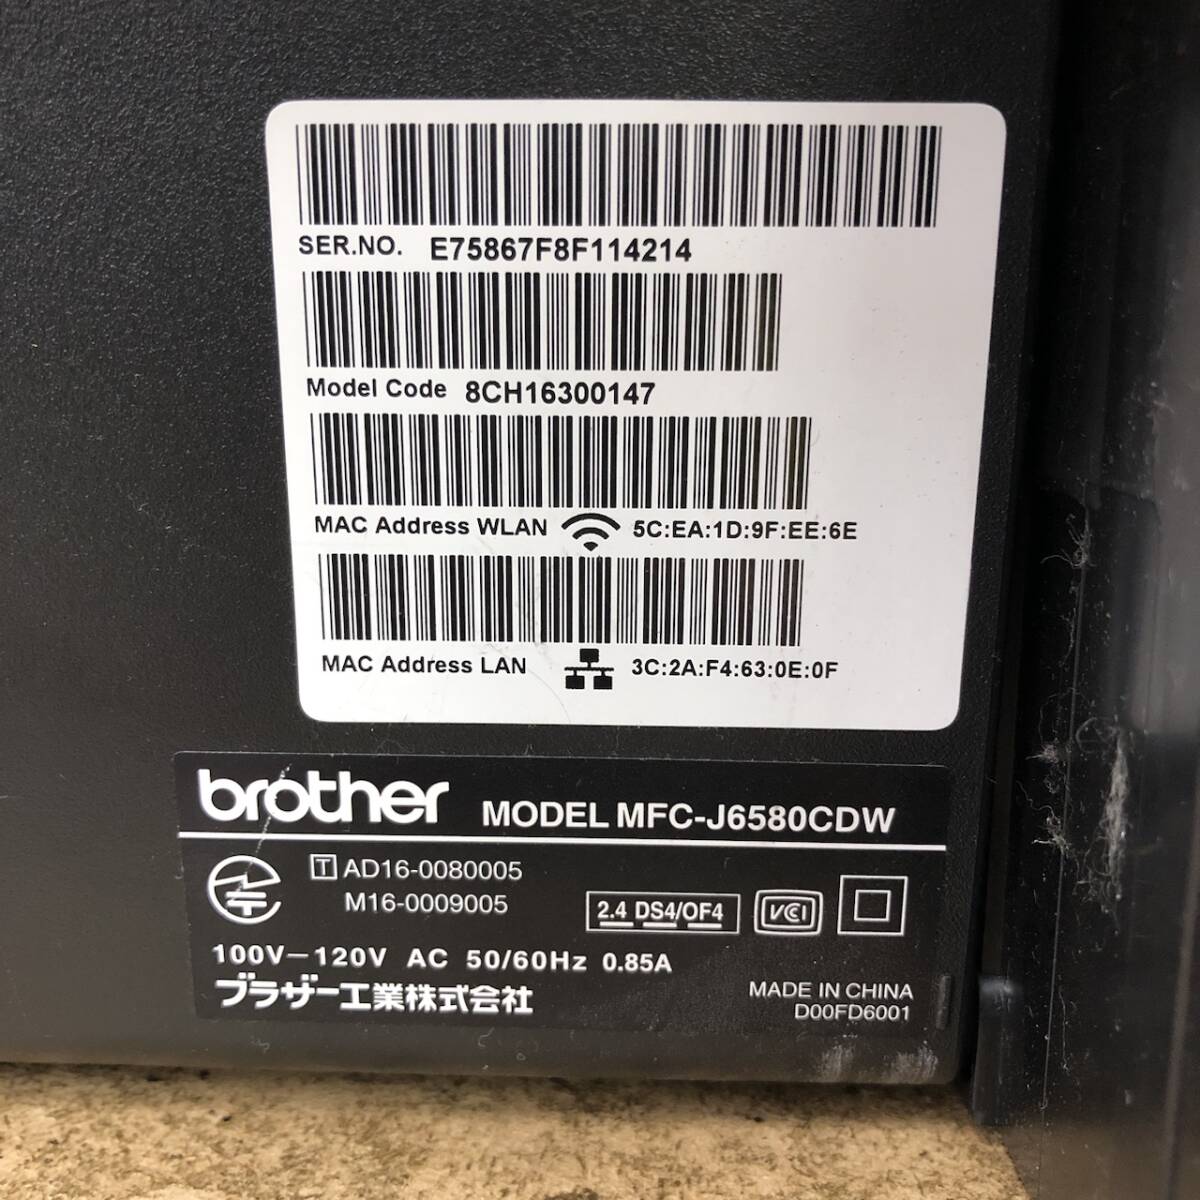 SER.NO. E75867F8F114214
Model Code 8CH16300147
MAC Address WLAN 5C:EA:1D:9F:EE:6E
MAC Address LAN 3C:2A:F4:63:0E:0F
brother MODEL MFC-J6580CDW
T AD16-0080005
M16-0009005
2.4 DS4/OF4 VCI
100V-120V AC 50/60Hz 0.85A
ブラザー工業株式会社
MADE IN CHINA
D00FD6001